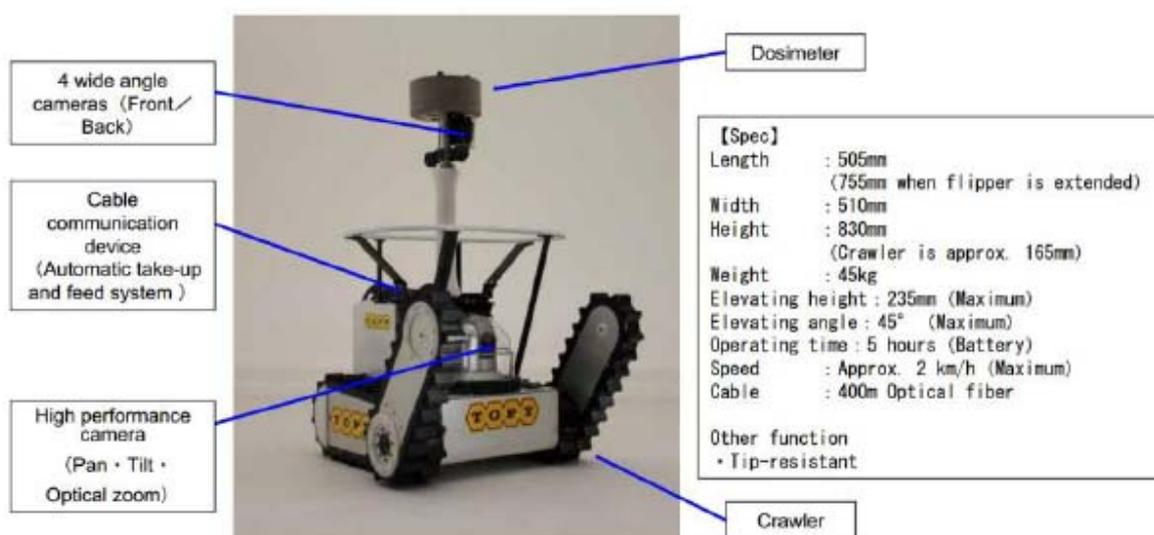 4 wide angle
cameras (Front／
Back)
Cable
communication
device
(Automatic take-up
and feed system )
High performance
camera
(Pan・Tilt・
Optical zoom)
TOPY
TOPY
TOPY
Dosimeter
【Spec】
Length : 505mm
(755mm when flipper is extended)
Width : 510mm
Height : 830mm
(Crawler is approx. 165mm)
Weight : 45kg
Elevating height : 235mm (Maximum)
Elevating angle : 45° (Maximum)
Operating time : 5 hours (Battery)
Speed : Approx. 2 km/h (Maximum)
Cable : 400m Optical fiber
Other function
・Tip-resistant
Crawler